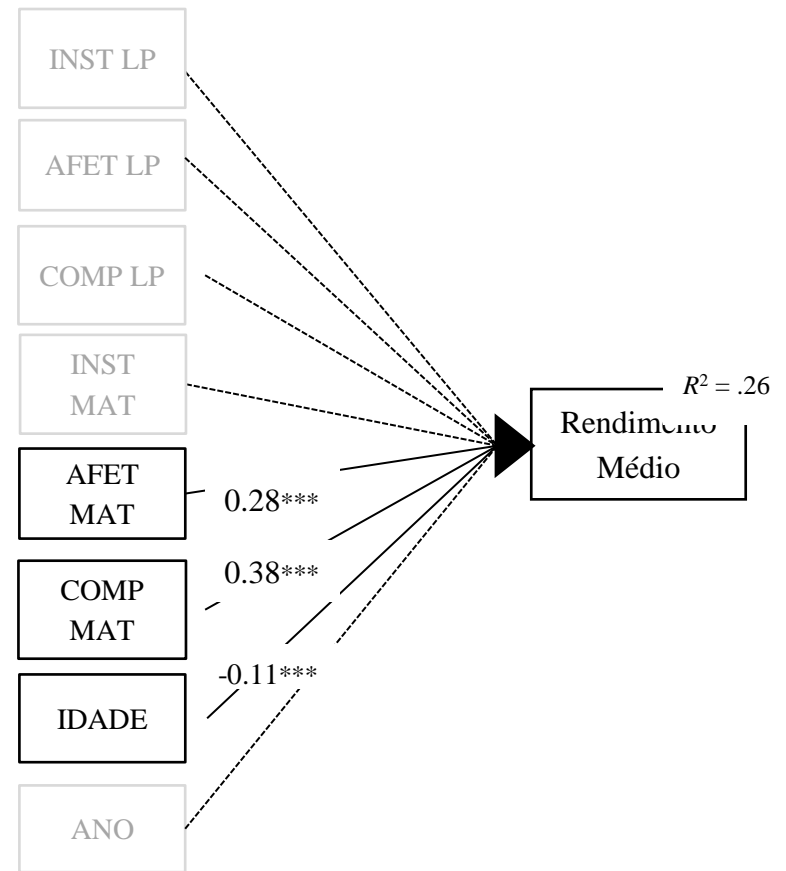 INST LP
AFET LP
COMP LP
INST
MAT
R² = .26
Rendimento
Médio
AFET
MAT
0.28***
COMP
MAT
0.38***
-0.11***
IDADE
ANO